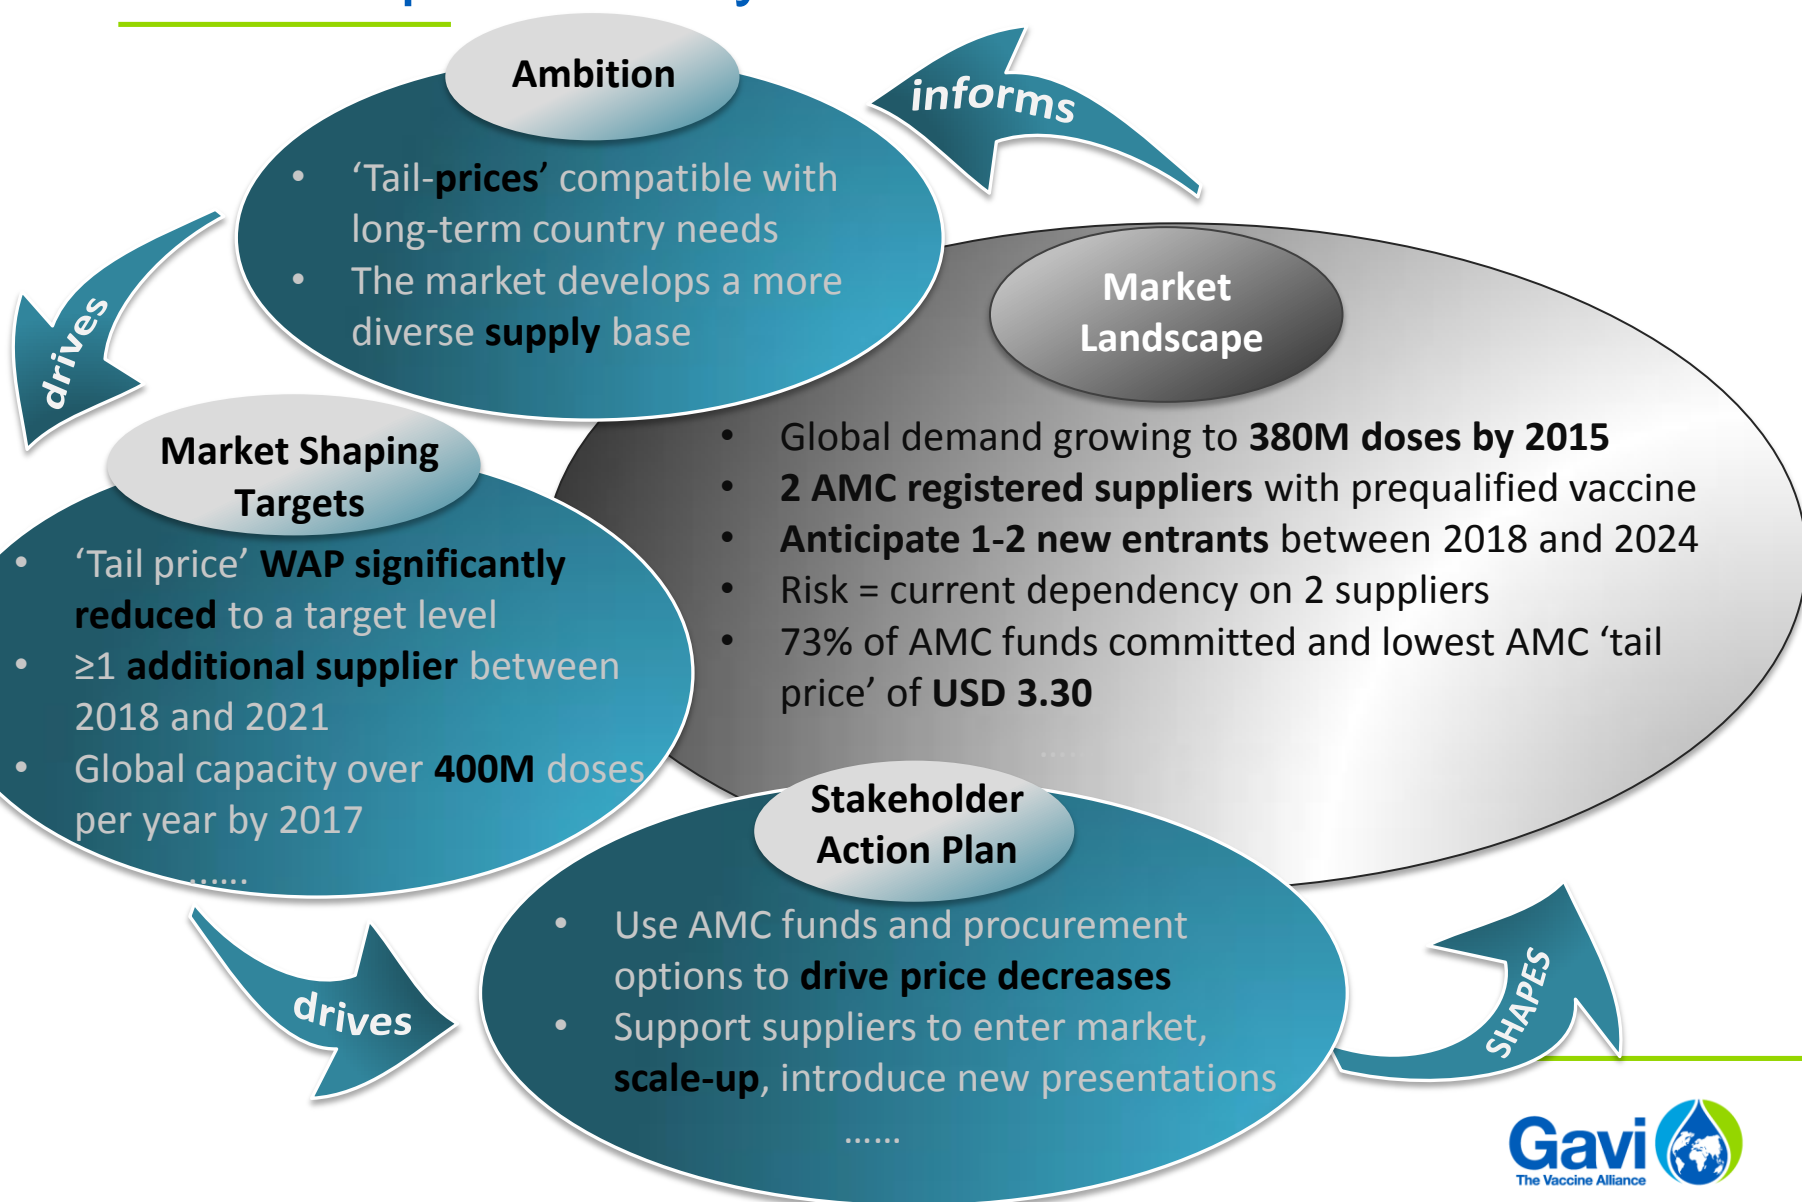 Ambition
• ‘Tail-prices’ compatible with
long-term country needs
• The market develops a more
diverse supply base
informs
drives
Market
Landscape
• Global demand growing to 380M doses by 2015
• 2 AMC registered suppliers with prequalified vaccine
• Anticipate 1-2 new entrants between 2018 and 2024
• Risk = current dependency on 2 suppliers
• 73% of AMC funds committed and lowest AMC ‘tail
price’ of USD 3.30
....
Market Shaping
Targets
• ‘Tail price’ WAP significantly
reduced to a target level
• ≥1 additional supplier between
2018 and 2021
• Global capacity over 400M doses
per year by 2017
......
drives
Stakeholder
Action Plan
• Use AMC funds and procurement
options to drive price decreases
• Support suppliers to enter market,
scale-up, introduce new presentations
......
SHAPES
Gavi
The Vaccine Alliance